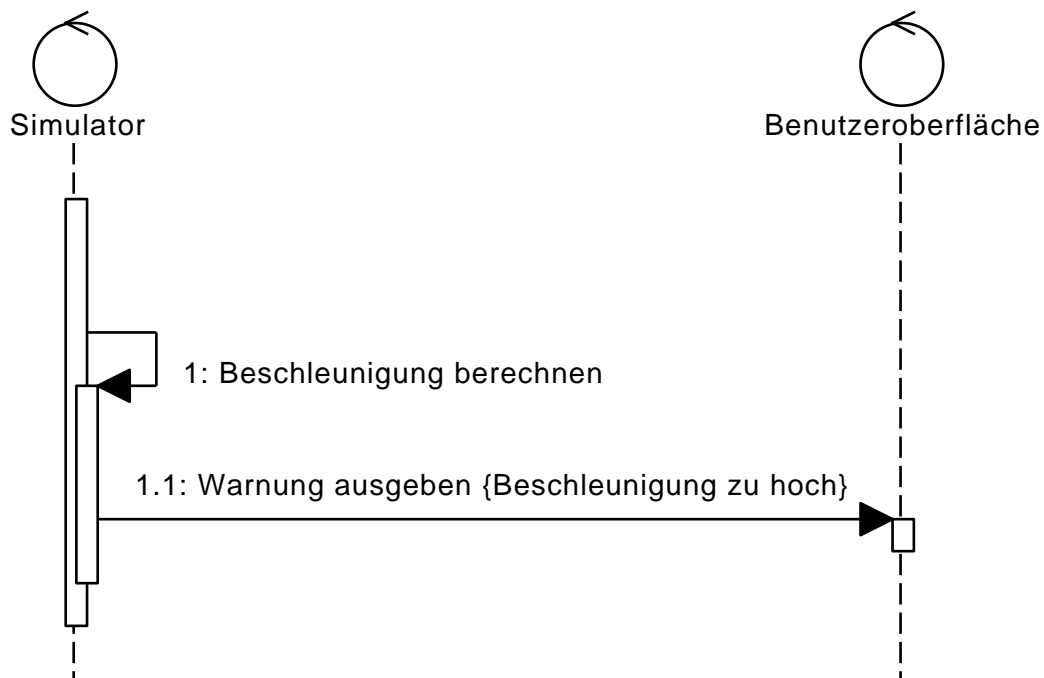 Simulator
Benutzeroberfläche
1: Beschleunigung berechnen
1.1: Warnung ausgeben {Beschleunigung zu hoch}